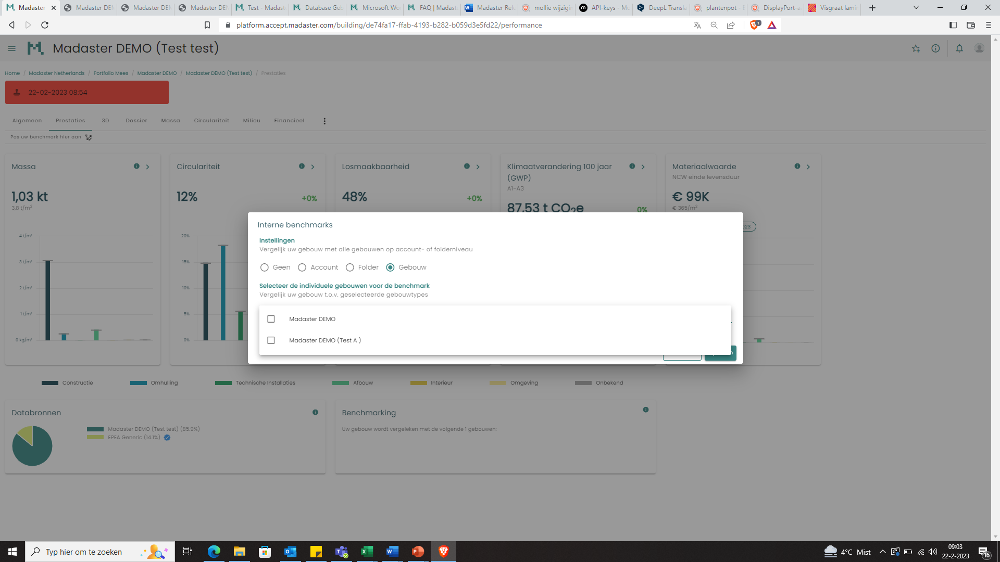 Madaster
Madaster DEM
Madaster DEM
Madaster DEM
Test - Madast
Database Geb
Microsoft Wo
FAQ | Madast
Madaster Rele
mollie wijzigin
API-keys - Mo
DeepL Transla
plantenpot -
DisplayPort-a
Visgraat lami
platform.accept.madaster.com/building/de74fa17-ffab-4193-b282-b059d3e5fd22/performance
1
Madaster DEMO (Test test)
Home / Madaster Netherlands / Portfolio Mees / Madaster DEMO / Madaster DEMO (Test test) / Prestaties
22-02-2023 08:54
Algemeen Prestaties 3D Dossier Massa Circulariteit Milieu Financieel
Pas uw benchmark hier aan
Massa
1,03 kt
3,8 t/m²
4 t/m²
3 t/m²
2 t/m²
1 t/m²
0 kg/m²
Circulariteit
12%
+0%
20%
15%
10%
5%
0%
Losmaakbaarheid
48%
+0%
Klimaatverandering 100 jaar
(GWP)
A1-A3
87,53 t CO₂e
0%
Materiaalwaarde
NCW einde levensduur
€ 99K
€ 365/m²
023
Interne benchmarks
Instellingen
Vergelijk uw gebouw met alle gebouwen op account- of folderniveau
Geen Account Folder Gebouw
Selecteer de individuele gebouwen voor de benchmark
Vergelijk uw gebouw t.o.v. geselecteerde gebouwtypes
Madaster DEMO
Madaster DEMO (Test A )
Constructie Omhulling Technische Installaties Afbouw Interieur Omgeving Onbekend
Databronnen
Madaster DEMO (Test test) (85.9%)
EPEA Generic (14.1%)
Benchmarking
Uw gebouw wordt vergeleken met de volgende 1 gebouwen:
Typ hier om te zoeken
4°C Mist
09:03
22-2-2023
16